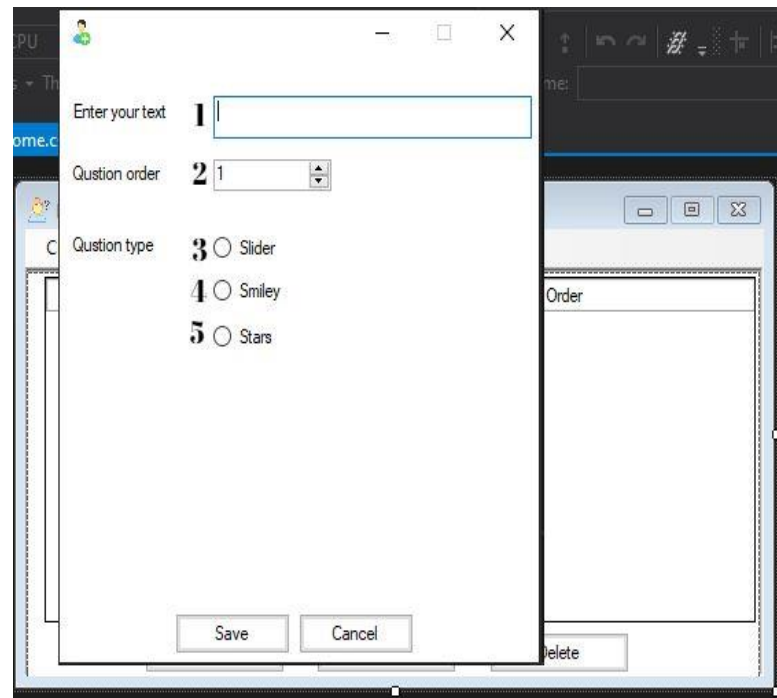 CPU
Th
me:
ome.c
Enter your text 1
Qustion order 2 1
Qustion type 3 Slider
4 Smiley
5 Stars
C
Order
Save Cancel
Delete